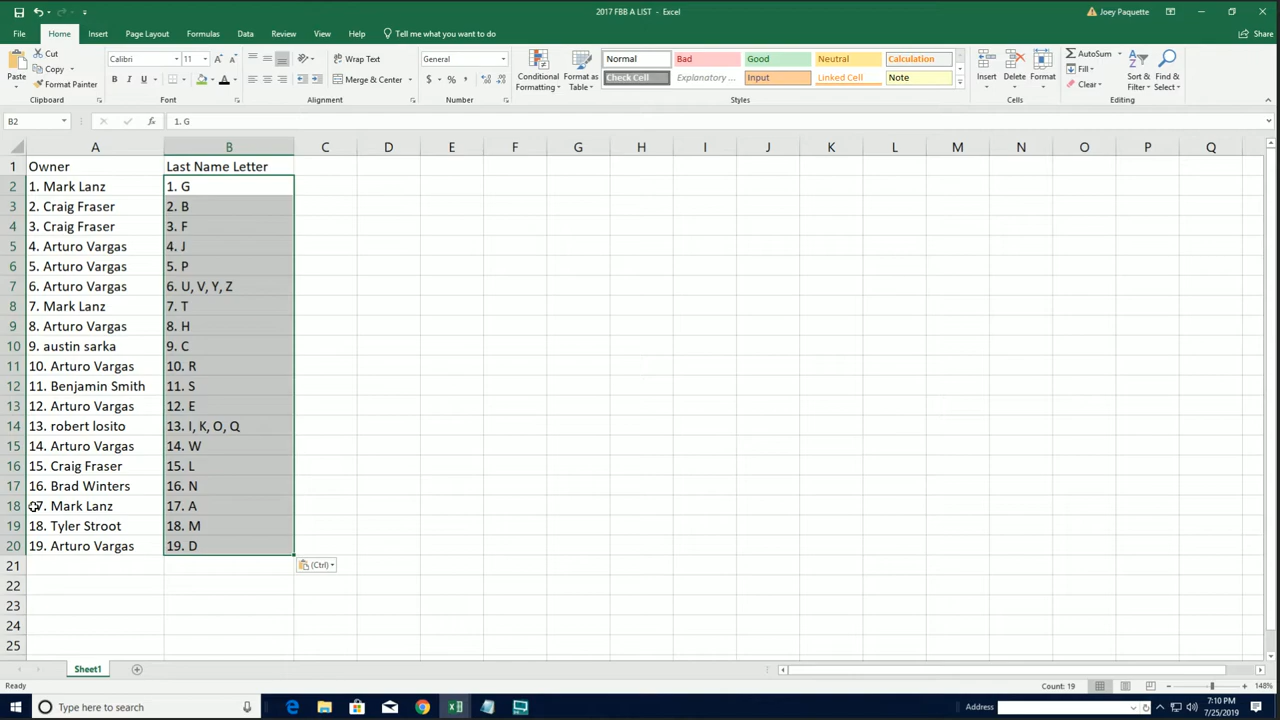 2017 FBB A LIST - Excel
Joey Paquette
File Home Insert Page Layout Formulas Data Review View Help Tell me what you want to do Share
Paste Cut Copy Format Painter Clipboard
Calibri 11 B I U Font
Wrap Text Merge & Center Alignment
General $ % Number
Conditional Formatting Format as Table
Normal Bad Good Neutral Calculation
Check Cell Explanatory ... Input Linked Cell Note
Styles
Insert Delete Format Cells
AutoSum Fill Clear Sort & Filter Find & Select Editing
B2 fx 1. G
A B C D E F G H I J K L M N O P Q
1 Owner Last Name Letter
2 1. Mark Lanz 1. G
3 2. Craig Fraser 2. B
4 3. Craig Fraser 3. F
5 4. Arturo Vargas 4. J
6 5. Arturo Vargas 5. P
7 6. Arturo Vargas 6. U, V, Y, Z
8 7. Mark Lanz 7. T
9 8. Arturo Vargas 8. H
10 9. austin sarka 9. C
11 10. Arturo Vargas 10. R
12 11. Benjamin Smith 11. S
13 12. Arturo Vargas 12. E
14 13. robert losito 13. I, K, O, Q
15 14. Arturo Vargas 14. W
16 15. Craig Fraser 15. L
17 16. Brad Winters 16. N
18 17. Mark Lanz 17. A
19 18. Tyler Stroot 18. M
20 19. Arturo Vargas 19. D
21 (Ctrl)
22
23
24
25
Sheet1
Ready Count: 19 148%
Type here to search Address 7:10 PM
7/25/2019